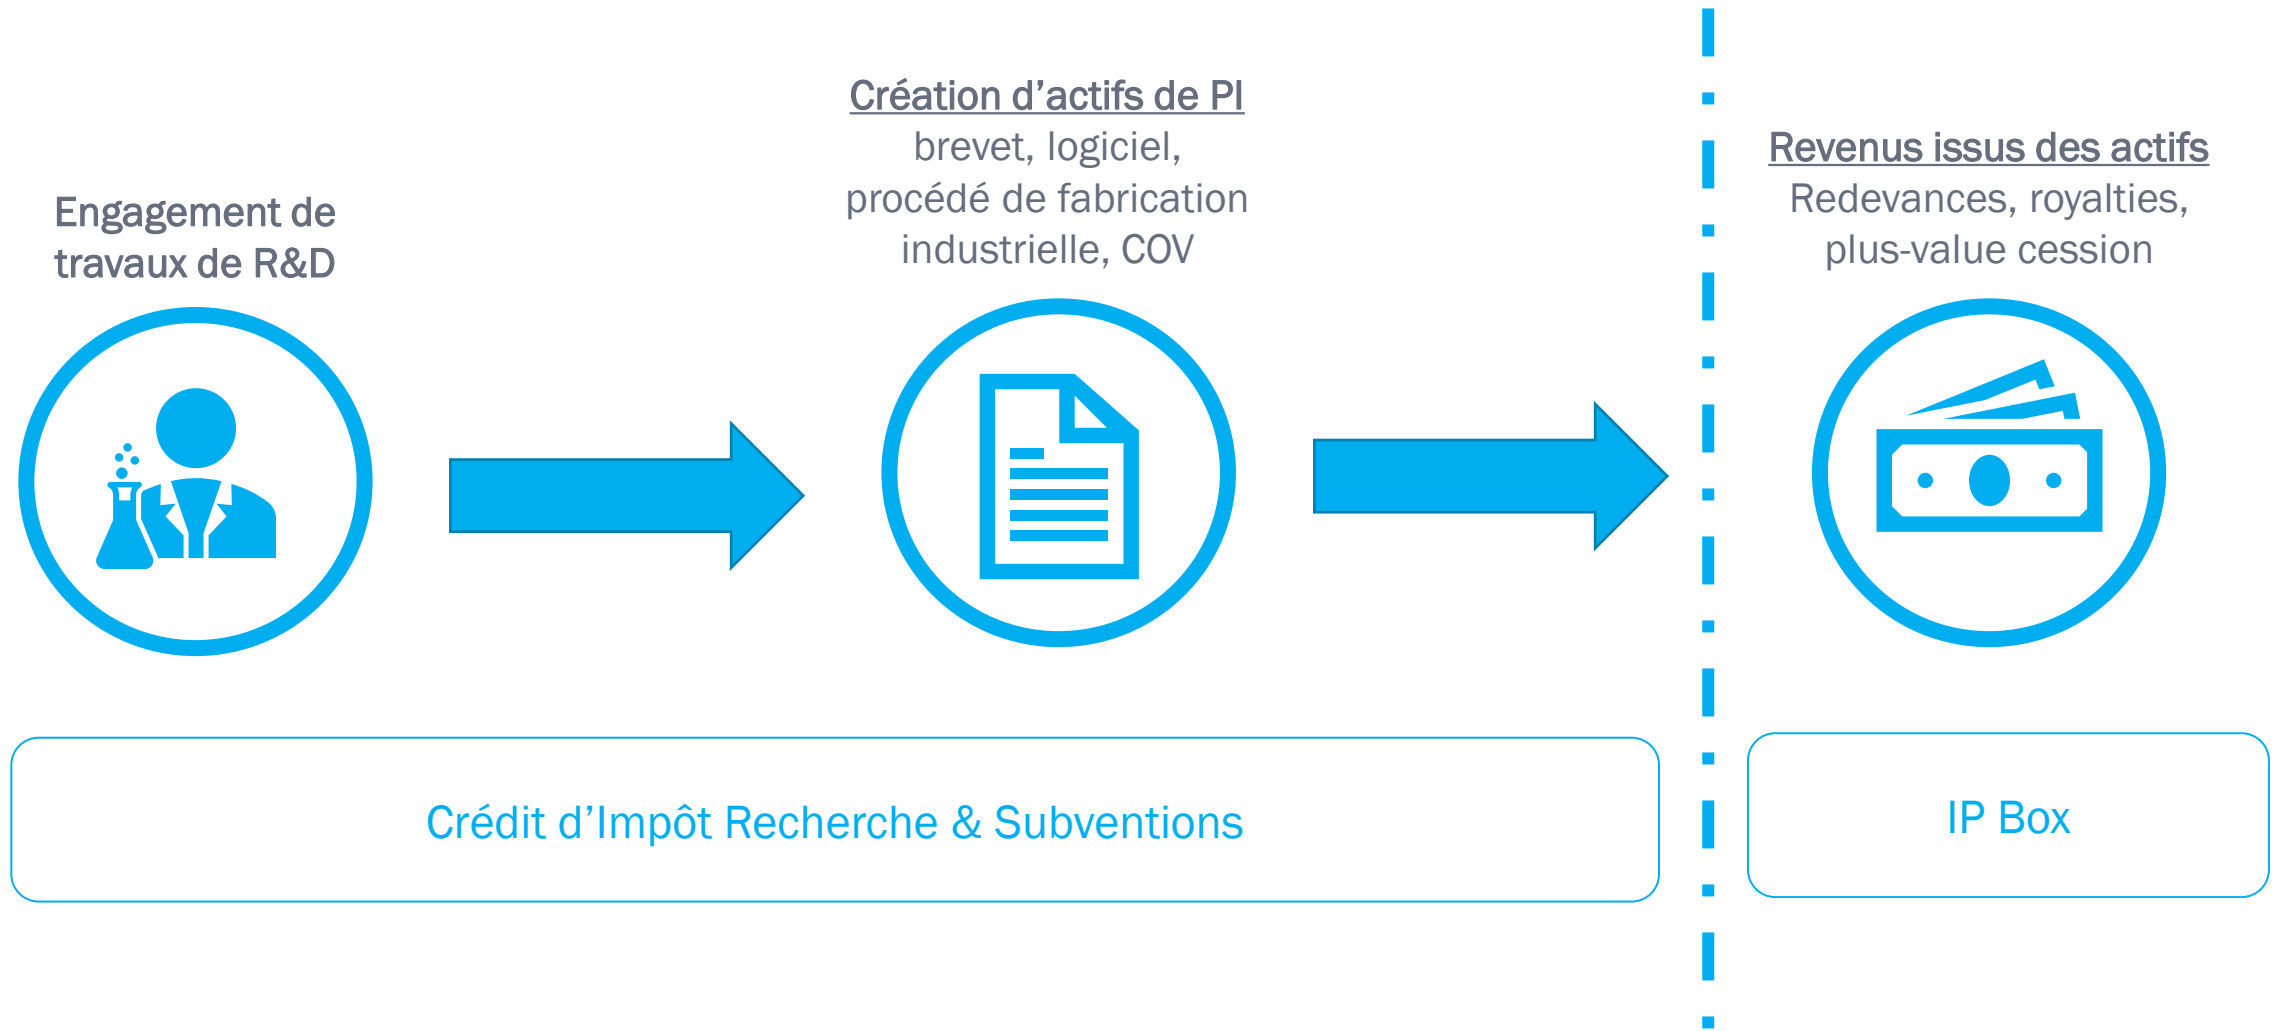 Engagement de
travaux de R&D
Création d’actifs de PI
brevet, logiciel,
procédé de fabrication
industrielle, COV
Revenus issus des actifs
Redevances, royalties,
plus-value cession
Crédit d’Impôt Recherche & Subventions
IP Box